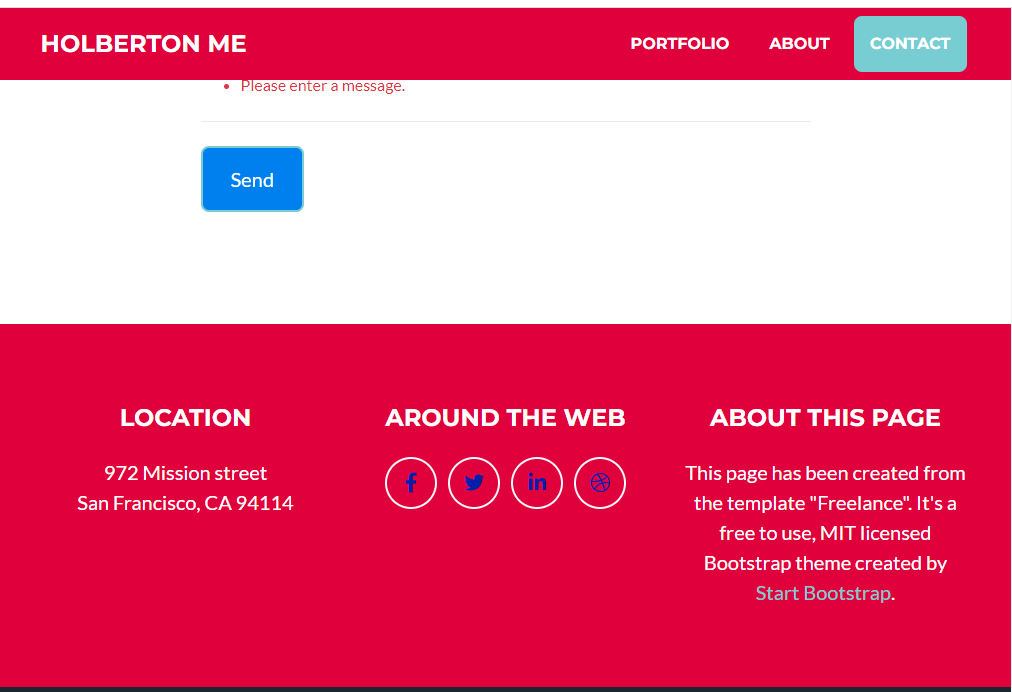 HOLBERTON ME
PORTFOLIO
ABOUT
CONTACT
Please enter a message.
Send
LOCATION
972 Mission street
San Francisco, CA 94114
AROUND THE WEB
ABOUT THIS PAGE
This page has been created from
the template "Freelance". It's a
free to use, MIT licensed
Bootstrap theme created by
Start Bootstrap.